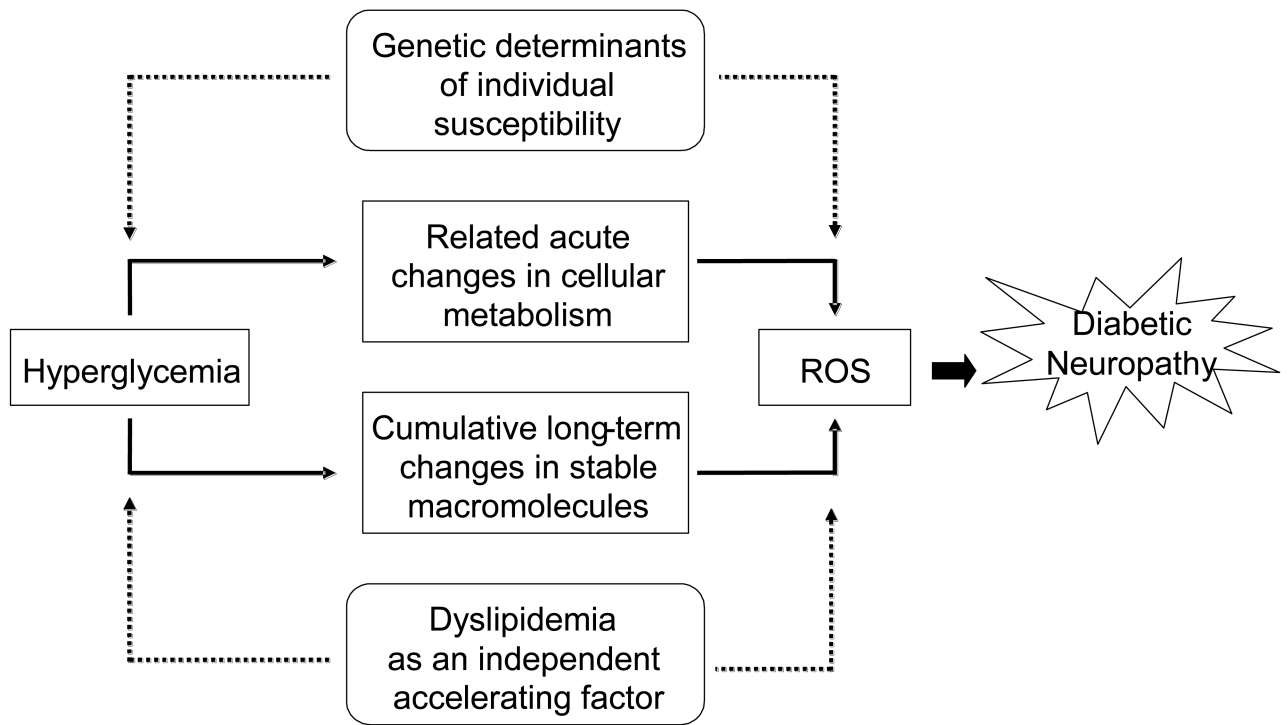 Genetic determinants
of individual
susceptibility
Related acute
changes in cellular
metabolism
Hyperglycemia
ROS
Diabetic
Neuropathy
Cumulative long-term
changes in stable
macromolecules
Dyslipidemia
as an independent
accelerating factor